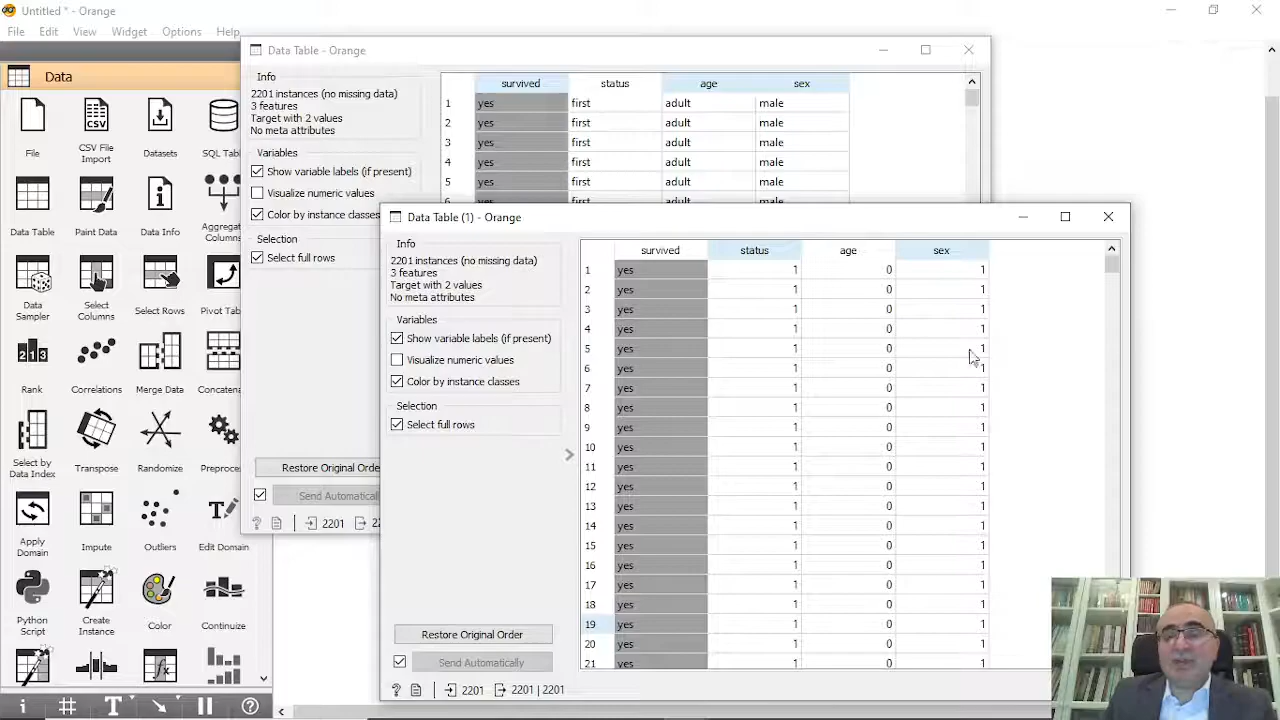 Untitled * - Orange
File Edit View Widget Options Help
Data
File CSV File Import Datasets SQL Tabl
Data Table Paint Data Data Info Aggregat Columns
Data Sampler Select Columns Select Rows Pivot Tabl
Rank Correlations Merge Data Concatena
Select by Data Index Transpose Randomize Preproce
Apply Domain Impute Outliers Edit Domain
Python Script Create Instance Color Continuize
Data Table - Orange
Info
2201 instances (no missing data)
3 features
Target with 2 values
No meta attributes
Variables
Show variable labels (if present)
Visualize numeric values
Color by instance classes
Selection
Select full rows
Restore Original Orde
Send Automatical
2201 22
survived status age sex
1 yes first adult male
2 yes first adult male
3 yes first adult male
4 yes first adult male
5 yes first adult male
6 yes first adult male
Data Table (1) - Orange
Info
2201 instances (no missing data)
3 features
Target with 2 values
No meta attributes
Variables
Show variable labels (if present)
Visualize numeric values
Color by instance classes
Selection
Select full rows
Restore Original Order
Send Automatically
2201 2201 | 2201
survived status age sex
1 yes 1 0 1
2 yes 1 0 1
3 yes 1 0 1
4 yes 1 0 1
5 yes 1 0 1
6 yes 1 0 1
7 yes 1 0 1
8 yes 1 0 1
9 yes 1 0 1
10 yes 1 0 1
11 yes 1 0 1
12 yes 1 0 1
13 yes 1 0 1
14 yes 1 0 1
15 yes 1 0 1
16 yes 1 0 1
17 yes 1 0 1
18 yes 1 0 1
19 yes 1 0 1
20 yes 1 0 1
21 yes 1 0 1